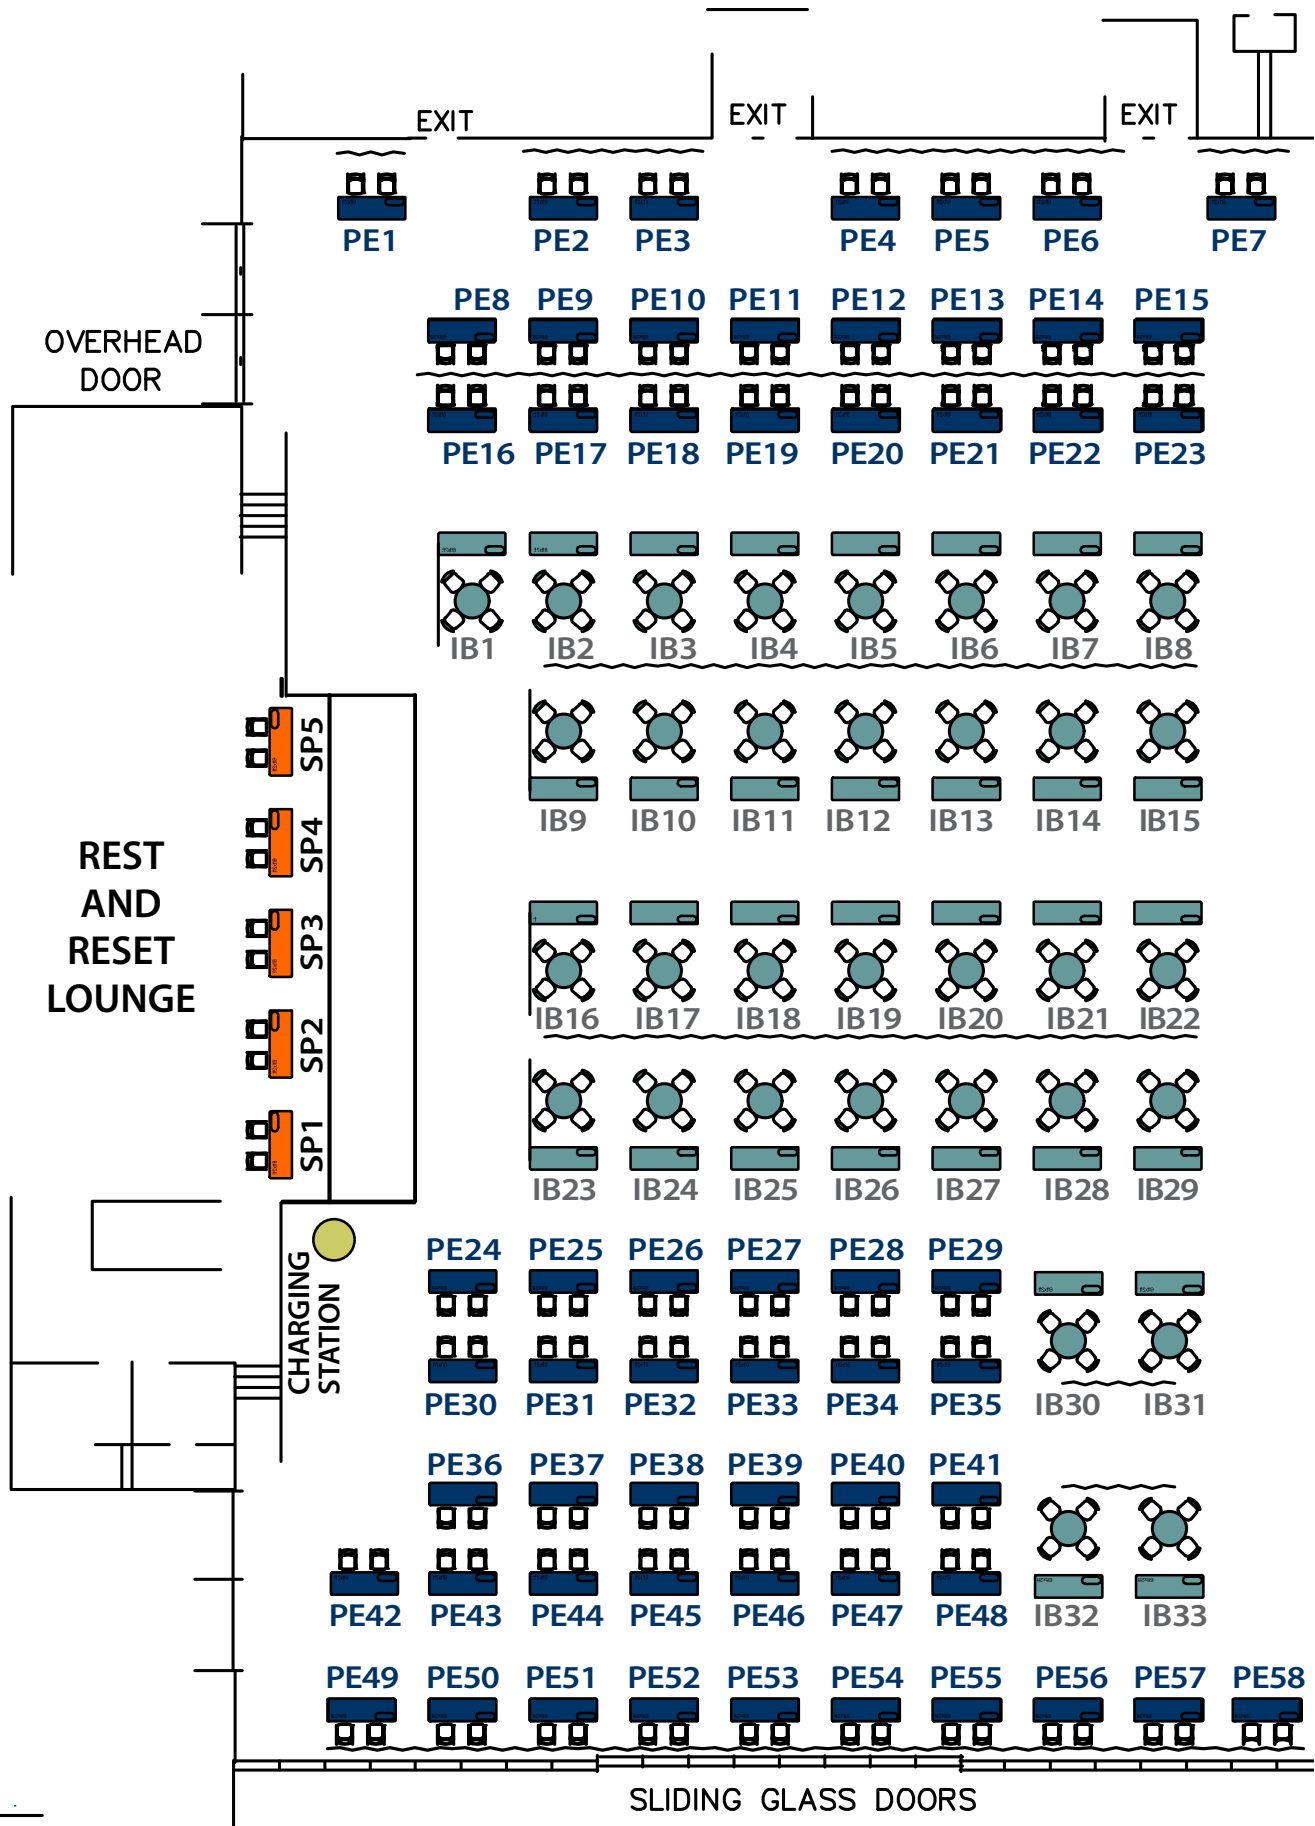 EXIT EXIT EXIT
PE1 PE2 PE3 PE4 PE5 PE6 PE7
PE8 PE9 PE10 PE11 PE12 PE13 PE14 PE15
OVERHEAD
DOOR
PE16 PE17 PE18 PE19 PE20 PE21 PE22 PE23
IB1 IB2 IB3 IB4 IB5 IB6 IB7 IB8
SP5
IB9 IB10 IB11 IB12 IB13 IB14 IB15
SP4
REST
AND
RESET
LOUNGE
SP3
IB16 IB17 IB18 IB19 IB20 IB21 IB22
SP2
SP1
IB23 IB24 IB25 IB26 IB27 IB28 IB29
CHARGING
STATION
PE24 PE25 PE26 PE27 PE28 PE29
PE30 PE31 PE32 PE33 PE34 PE35 IB30 IB31
PE36 PE37 PE38 PE39 PE40 PE41
PE42 PE43 PE44 PE45 PE46 PE47 PE48 IB32 IB33
PE49 PE50 PE51 PE52 PE53 PE54 PE55 PE56 PE57 PE58
SLIDING GLASS DOORS